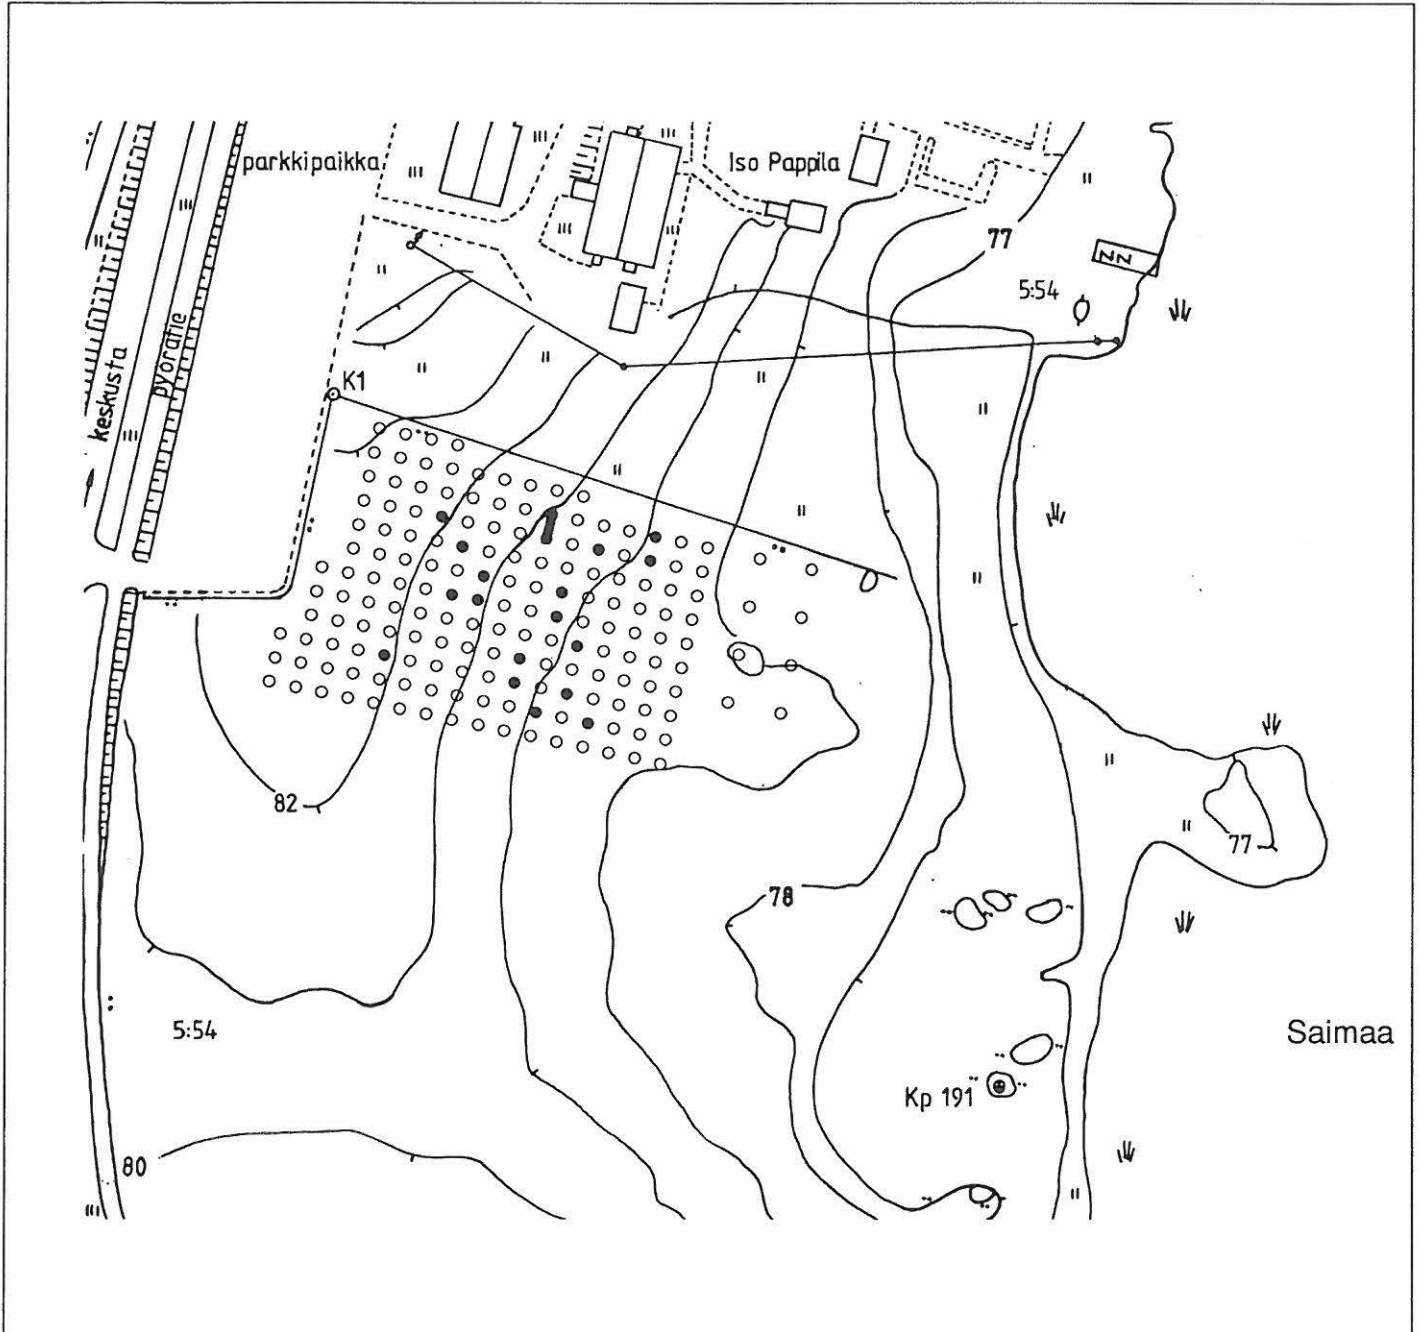 parkkipaikka
Iso Pappila
77
5:54
pyörätie
keskusta
K1
82
77
78
5:54
Saimaa
Kp 191
80